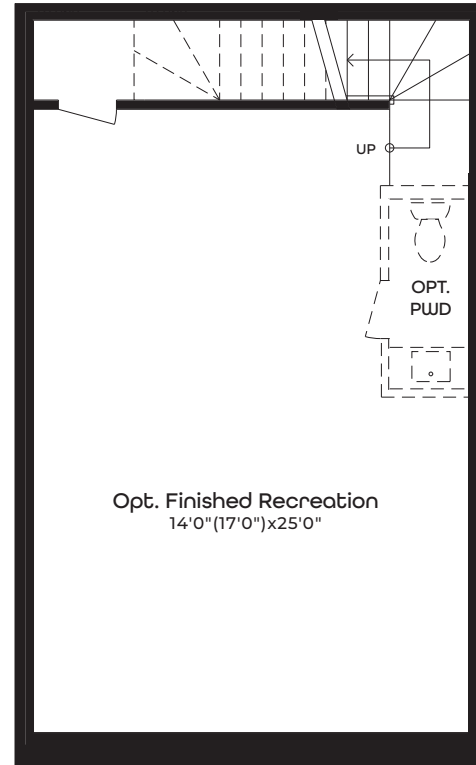 UP
OPT.
PWD
Opt. Finished Recreation
14'0"(17'0")x25'0"